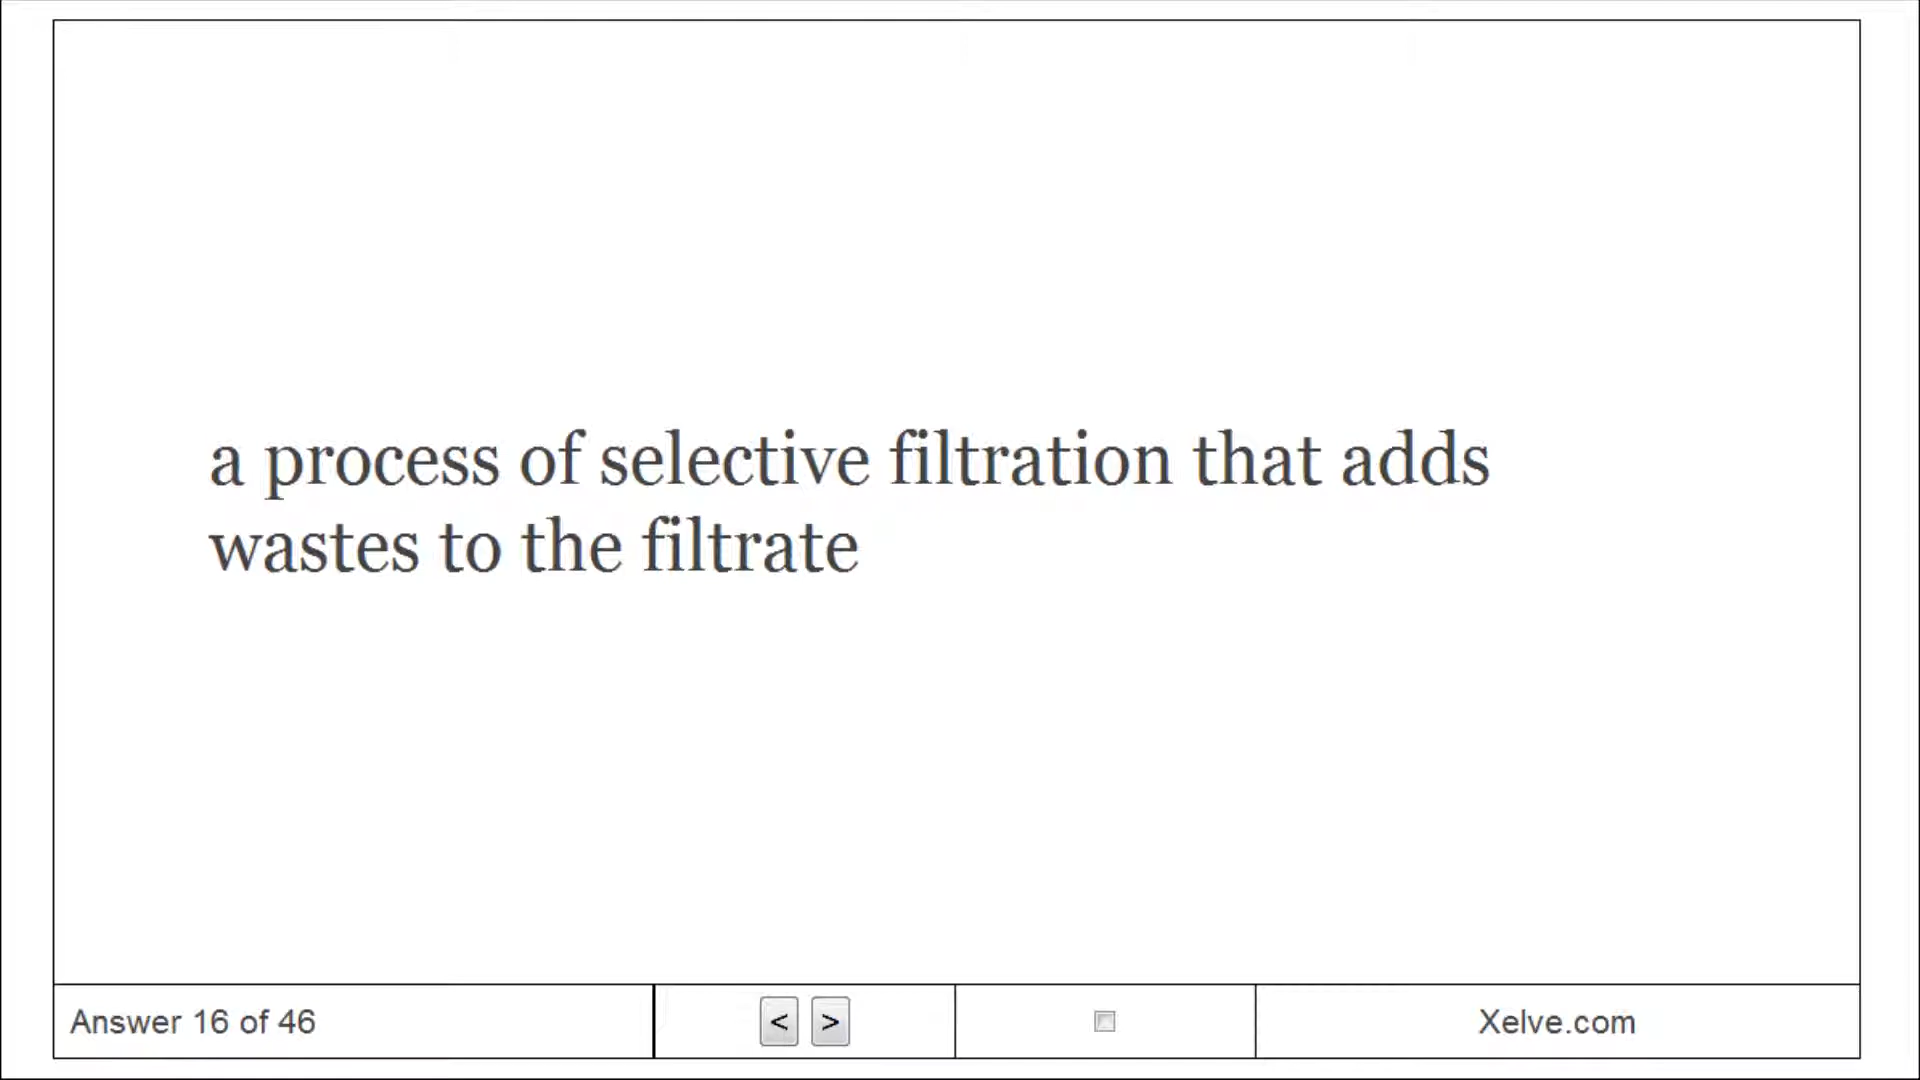 a process of selective filtration that adds
wastes to the filtrate
Answer 16 of 46
< >
Xelve.com